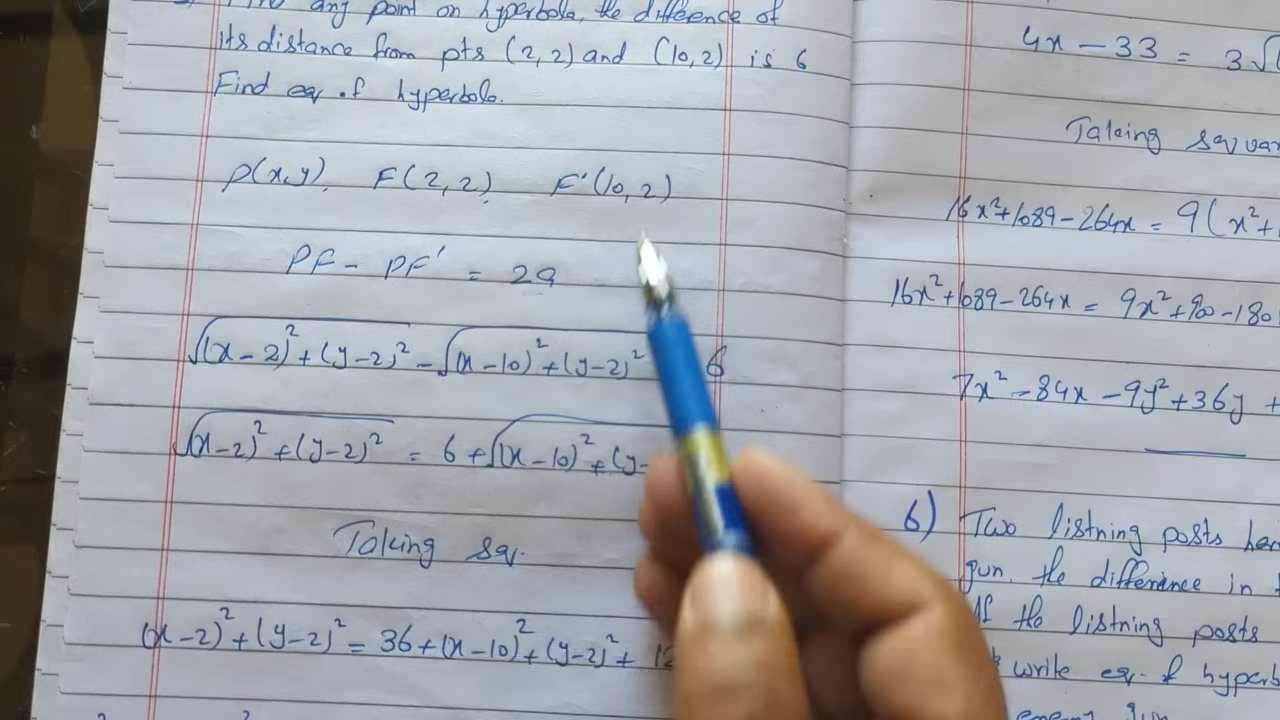 any point on hyperbola, the difference of
its distance from pts (2,2) and (10,2) is 6
Find eq. of hyperbola.
P(x,y), F(2,2), F'(10,2)
PF - PF' = 2a
√(x-2)²+(y-2)² - √(x-10)²+(y-2)² 6
√(x-2)²+(y-2)² = 6+√(x-10)²+(y-
Taking sq.
(x-2)²+(y-2)² = 36+(x-10)²+(y-2)²+ 12
4x - 33 = 3√
Taking squar
16x²+1089-264x = 9(x²+
16x²+1089-264x = 9x²+900-180
7x²-84x-9y²+36y+
6) Two listning posts hea
gun, the difference in
If the listning posts
write eq. of hyperb
enemy gun